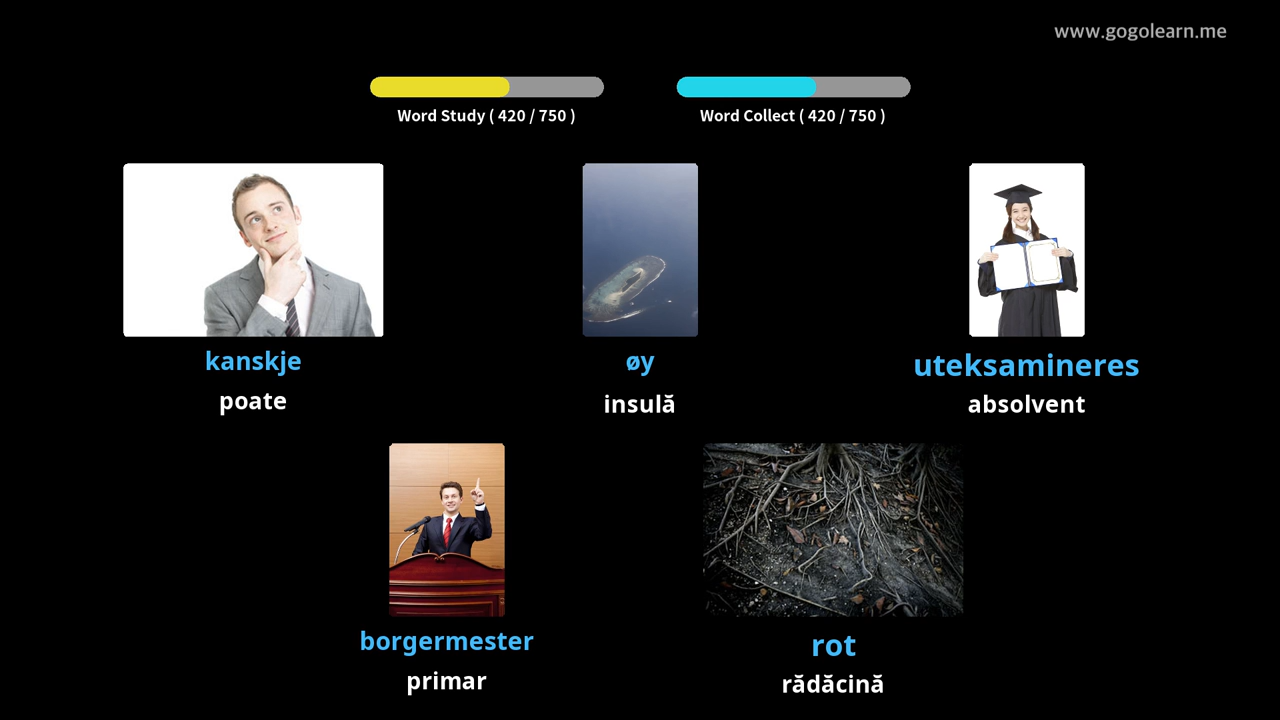 www.gogolearn.me
Word Study ( 420 / 750 )
Word Collect ( 420 / 750 )
kanskje
poate
øy
insulă
uteksamineres
absolvent
borgermester
primar
rot
rădăcină